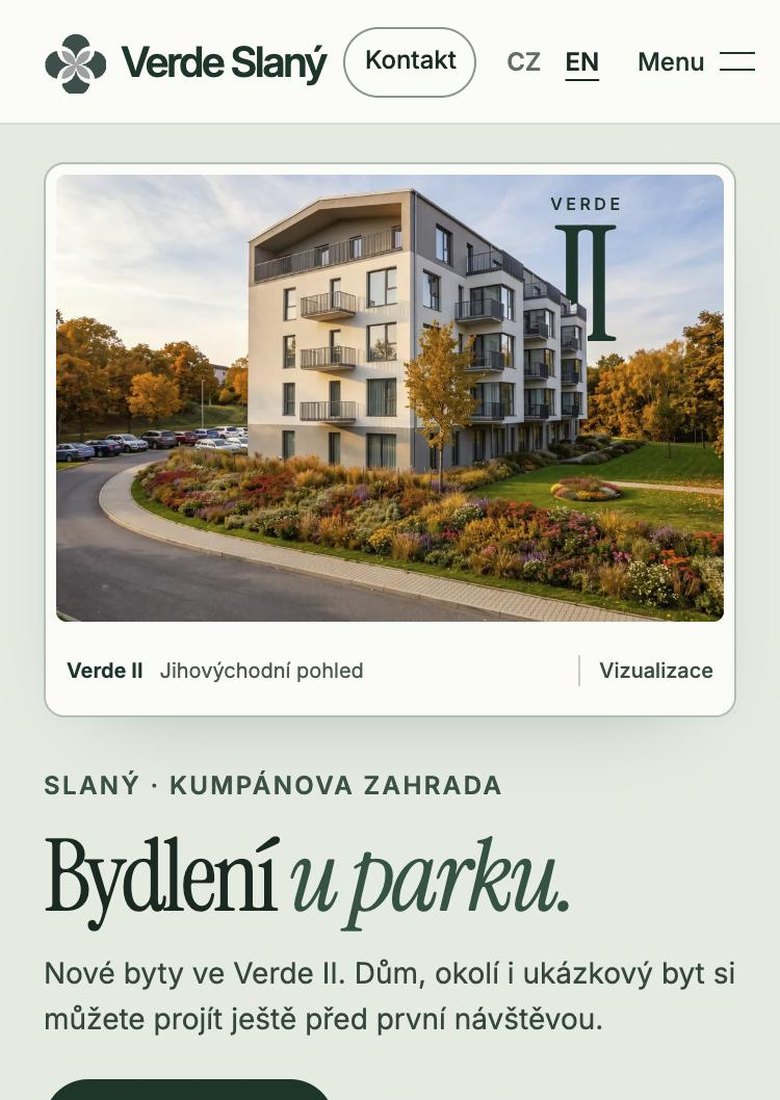 Verde Slaný
Kontakt
CZ EN
Menu
VERDE
II
Verde II Jihovýchodní pohled
Vizualizace
SLANÝ · KUMPÁNOVA ZAHRADA
Bydlení u parku.
Nové byty ve Verde II. Dům, okolí i ukázkový byt si
můžete projít ještě před první návštěvou.